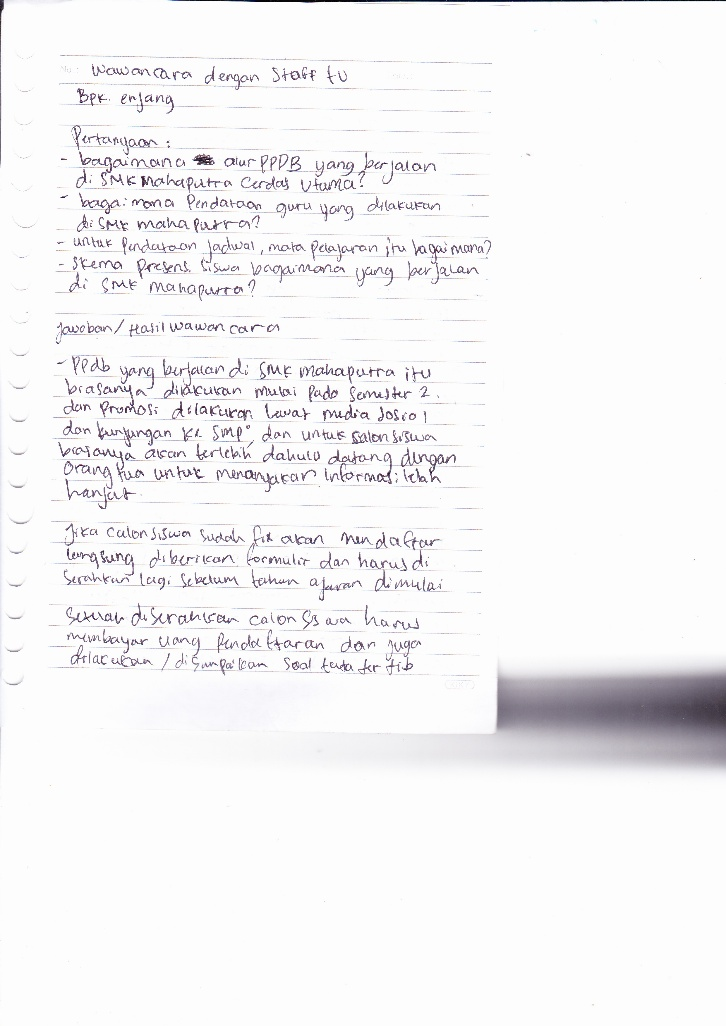 Wawancara dengan Staff tu
Bpk. enjang
Pertanyaan :
- bagaimana alur PPDB yang berjalan
di SMK Mahaputra Cerdas Utama?
- bagaimana Pendataan guru yang dilakukan
di SMK mahaputra?
- untuk Pendataan jadwal, mata pelajaran itu bagaimana?
- Skema presensi siswa bagaimana yang berjalan
di SMK mahaputra?
Jawaban / Hasil wawancara
- PPdb yang berjalan di SMK mahaputra itu
biasanya dilakukan mulai pada semester 2.
dan promosi dilakukan lewat media sosial
dan kunjungan ke SMP, dan untuk calon siswa
biasanya akan terlebih dahulu datang dengan
orang tua untuk menanyakan informasi lebih
lanjut
Jika calon siswa sudah fix akan mendaftar
langsung diberikan formulir dan harus di
serahkan lagi sebelum tahun ajaran dimulai
Setelah diserahkan calon siswa harus
membayar uang pendaftaran dan juga
dilakukan / disampaikan soal tata tertib